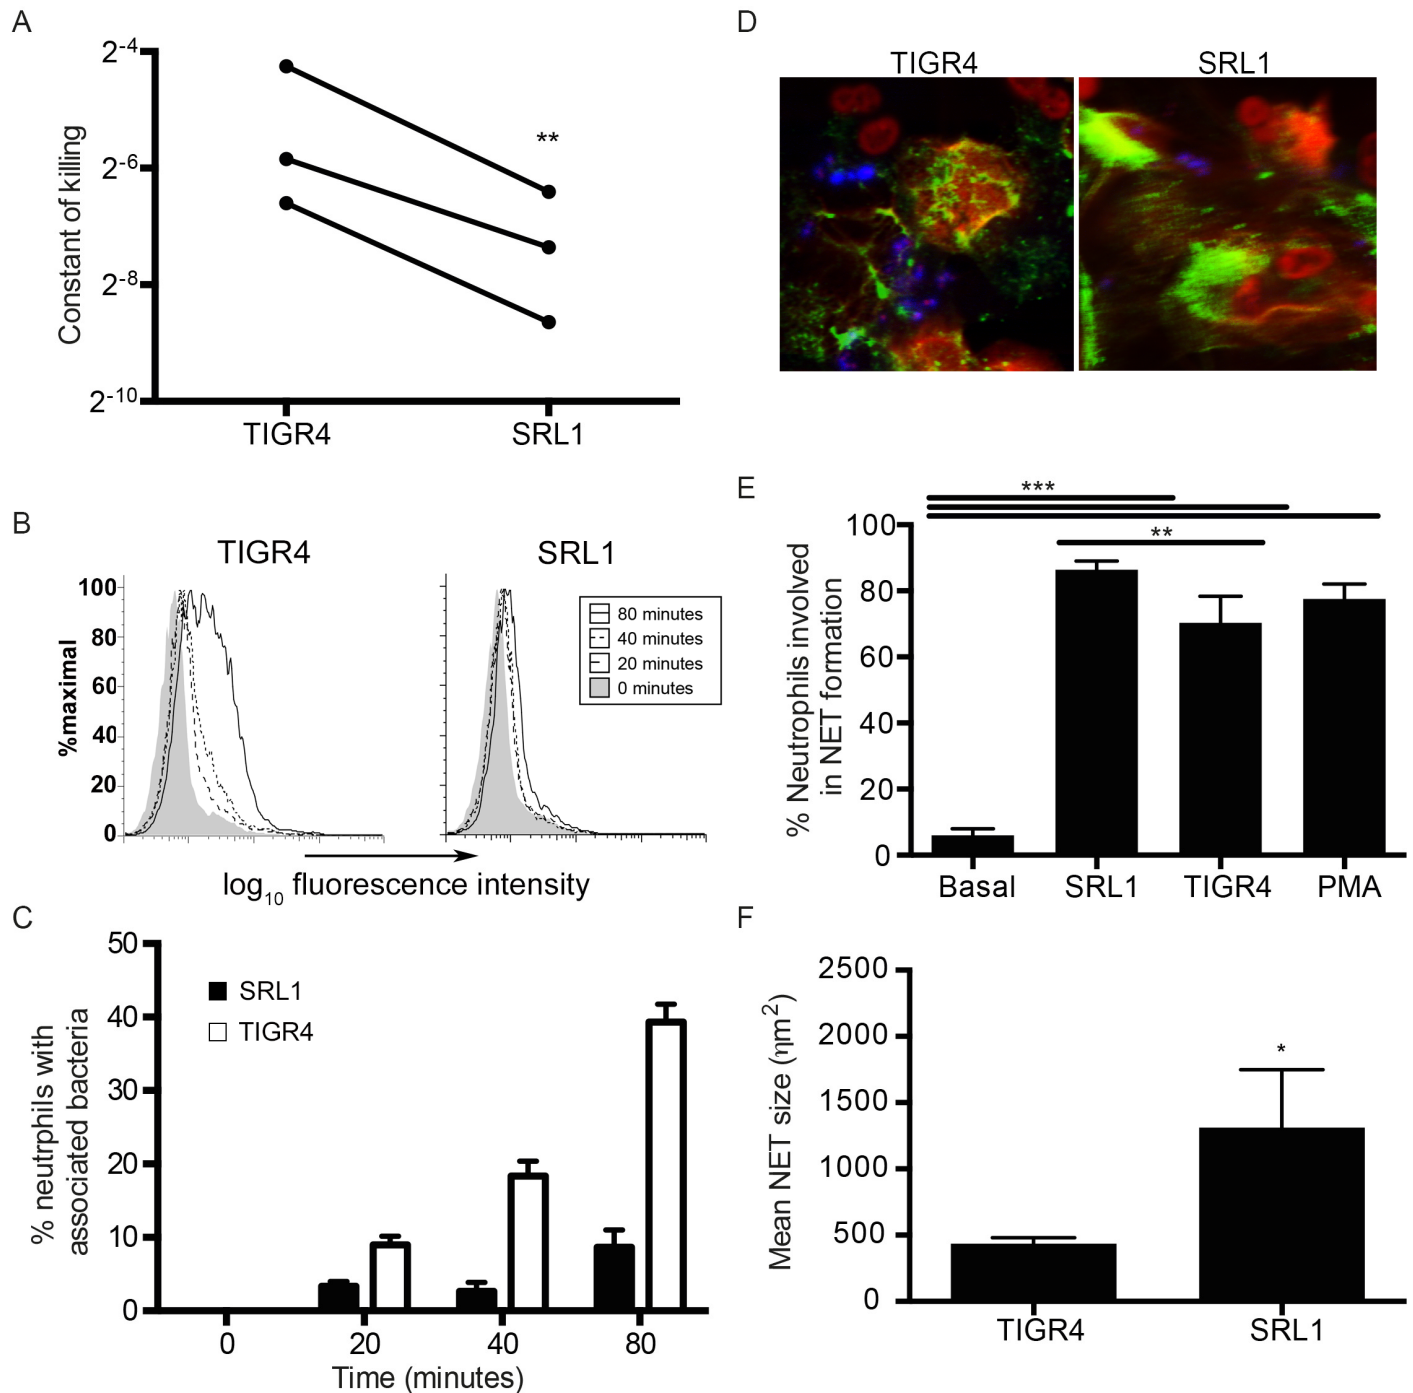 A
2-4
2-6
2-8
2-10
Constant of killing
**
TIGR4
SRL1
B
TIGR4
SRL1
%maximal
100
80
60
40
20
0
80 minutes
40 minutes
20 minutes
0 minutes
log10 fluorescence intensity
C
% neutrphils with
associated bacteria
50
40
30
20
10
0
SRL1
TIGR4
0
20
40
80
Time (minutes)
D
TIGR4
SRL1
E
% Neutrophils involved
in NET formation
***
**
100
80
60
40
20
0
Basal
SRL1
TIGR4
PMA
F
Mean NET size (ηm2)
2500
2000
1500
1000
500
0
*
TIGR4
SRL1